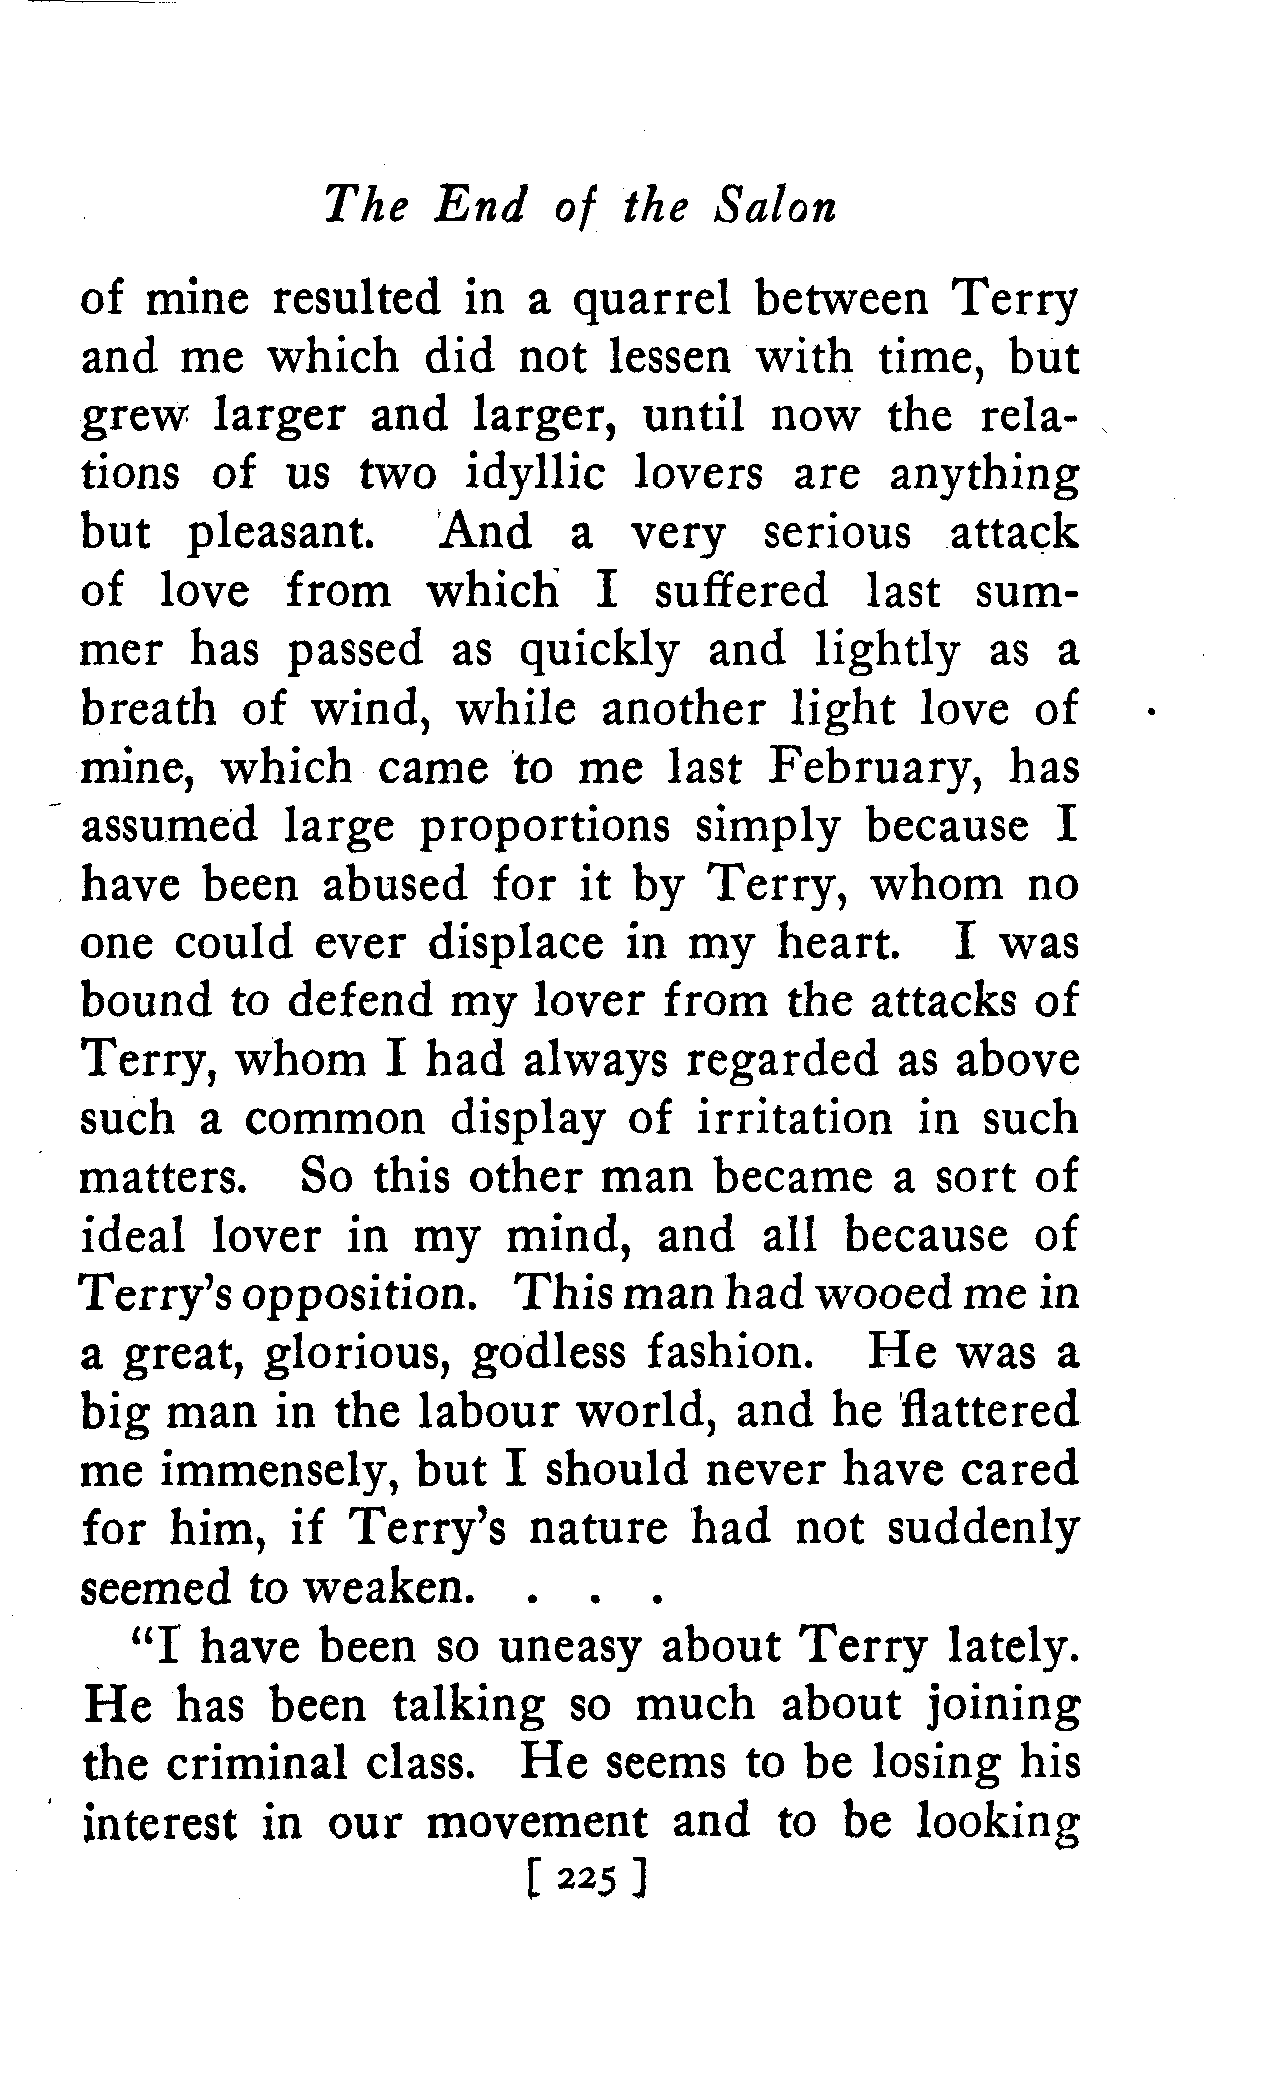 The End of the Salon
of mine resulted in a quarrel between Terry
and me which did not lessen with time, but
grew larger and larger, until now the rela-
tions of us two idyllic lovers are anything
but pleasant. And a very serious attack
of love from which I suffered last sum-
mer has passed as quickly and lightly as a
breath of wind, while another light love of
mine, which came to me last February, has
assumed large proportions simply because I
have been abused for it by Terry, whom no
one could ever displace in my heart. I was
bound to defend my lover from the attacks of
Terry, whom I had always regarded as above
such a common display of irritation in such
matters. So this other man became a sort of
ideal lover in my mind, and all because of
Terry's opposition. This man had wooed me in
a great, glorious, godless fashion. He was a
big man in the labour world, and he flattered
me immensely, but I should never have cared
for him, if Terry's nature had not suddenly
seemed to weaken. . . .
"I have been so uneasy about Terry lately.
He has been talking so much about joining
the criminal class. He seems to be losing his
interest in our movement and to be looking
[ 225 ]